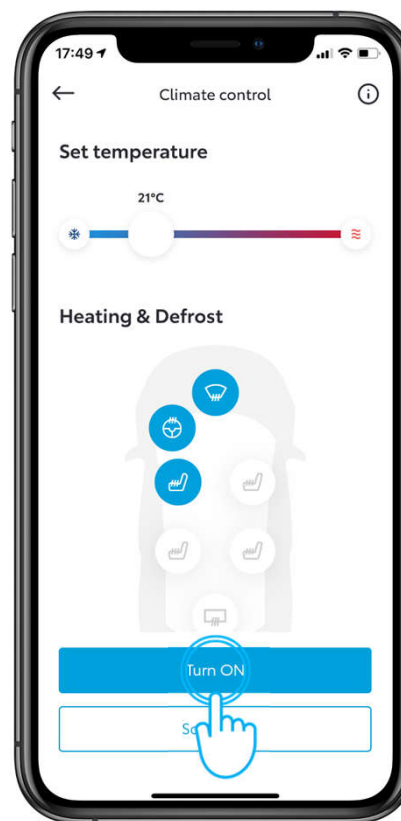 17:49
Climate control
Set temperature
21°C
Heating & Defrost
Turn ON